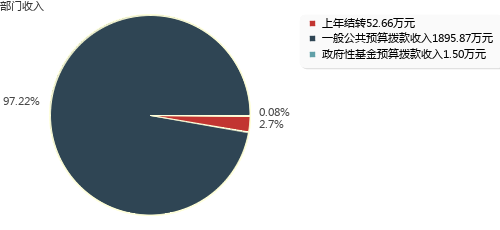 部门收入
上年结转52.66万元
一般公共预算拨款收入1895.87万元
政府性基金预算拨款收入1.50万元
97.22%
0.08%
2.7%